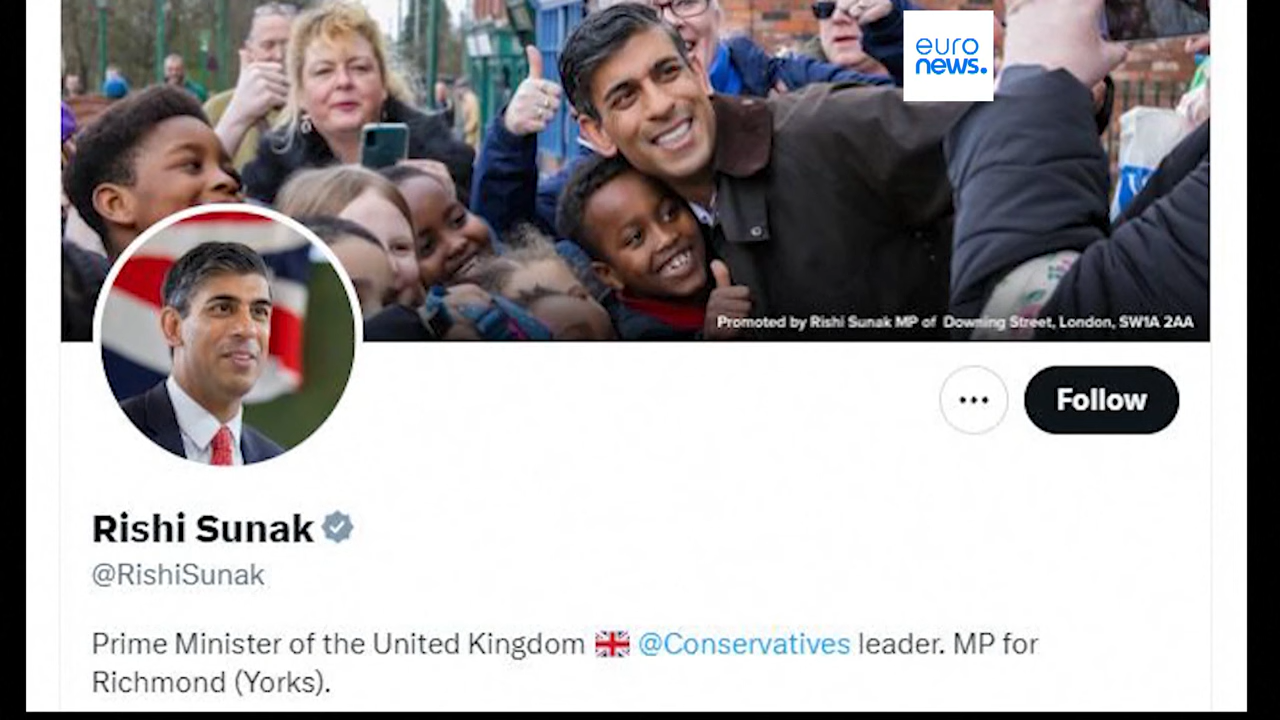 euro
news.
Promoted by Rishi Sunak MP of Downing Street, London, SW1A 2AA
Follow
Rishi Sunak
@RishiSunak
Prime Minister of the United Kingdom 🇬🇧 @Conservatives leader. MP for
Richmond (Yorks).